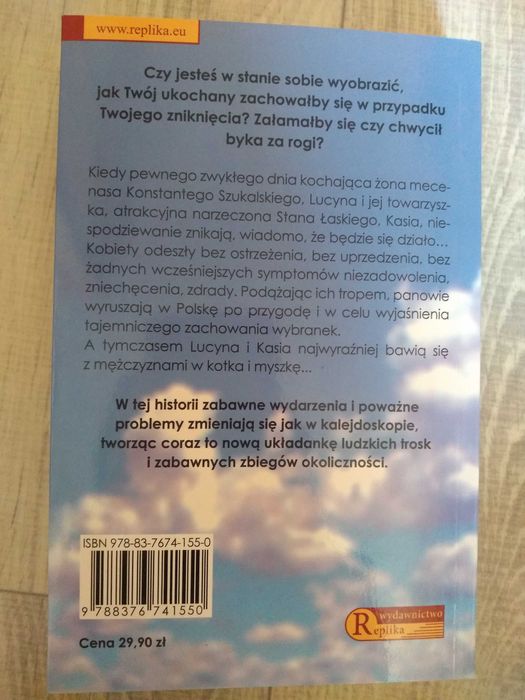 www.replika.eu
Czy jesteś w stanie sobie wyobrazić,
jak Twój ukochany zachowałby się w przypadku
Twojego zniknięcia? Załamałby się czy chwycił
byka za rogi?
Kiedy pewnego zwykłego dnia kochająca żona mece-
nasa Konstantego Szukalskiego, Lucyna i jej towarzysz-
ka, atrakcyjna narzeczona Stana Łaskiego, Kasia, nie-
spodziewanie znikają, wiadomo, że będzie się działo...
Kobiety odeszły bez ostrzeżenia, bez uprzedzenia, bez
żadnych wcześniejszych symptomów niezadowolenia,
zniechęcenia, zdrady. Podążając ich tropem, panowie
wyruszają w Polskę po przygodę i w celu wyjaśnienia
tajemniczego zachowania wybranek.
A tymczasem Lucyna i Kasia najwyraźniej bawią się
z mężczyznami w kotka i myszkę...
W tej historii zabawne wydarzenia i poważne
problemy zmieniają się jak w kalejdoskopie,
tworząc coraz to nową układankę ludzkich trosk
i zabawnych zbiegów okoliczności.
ISBN 978-83-7674-155-0
9 788376 741550
Cena 29,90 zł
wydawnictwo
Replika